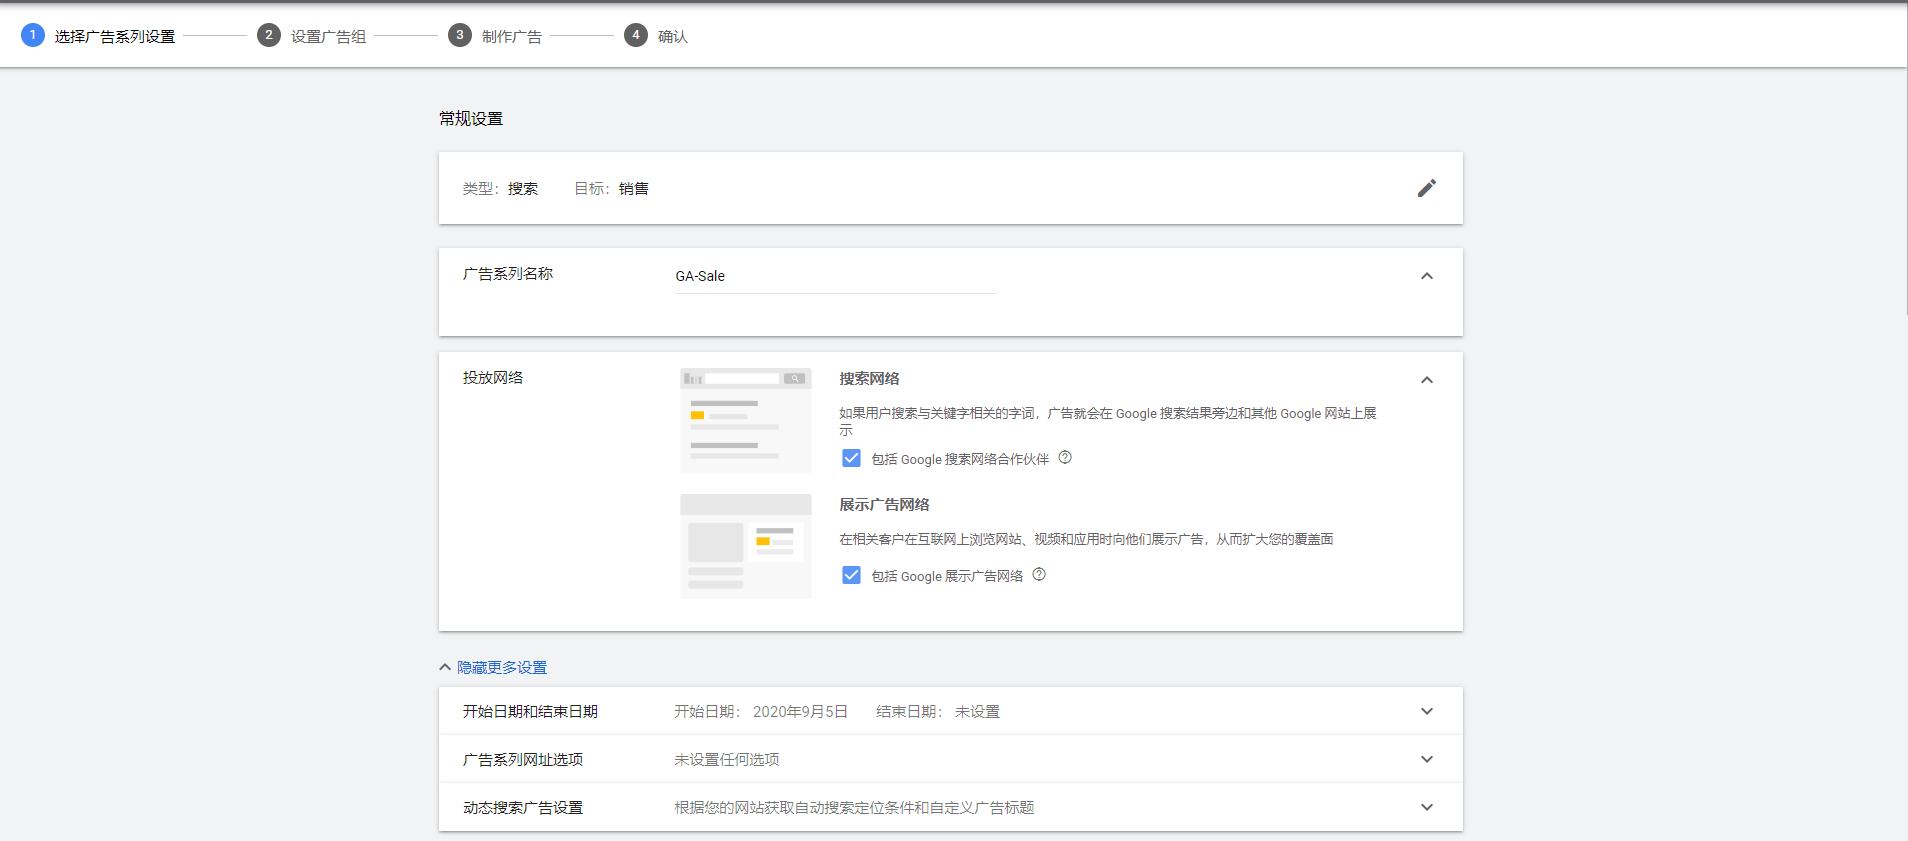 1 选择广告系列设置 2 设置广告组 3 制作广告 4 确认
常规设置
类型：搜索 目标：销售
广告系列名称 GA-Sale
投放网络
搜索网络
如果用户搜索与关键字相关的字词，广告就会在 Google 搜索结果旁边和其他 Google 网站上展
示
包括 Google 搜索网络合作伙伴
展示广告网络
在相关客户在互联网上浏览网站、视频和应用时向他们展示广告，从而扩大您的覆盖面
包括 Google 展示广告网络
隐藏更多设置
开始日期和结束日期 开始日期： 2020年9月5日 结束日期： 未设置
广告系列网址选项 未设置任何选项
动态搜索广告设置 根据您的网站获取自动搜索定位条件和自定义广告标题